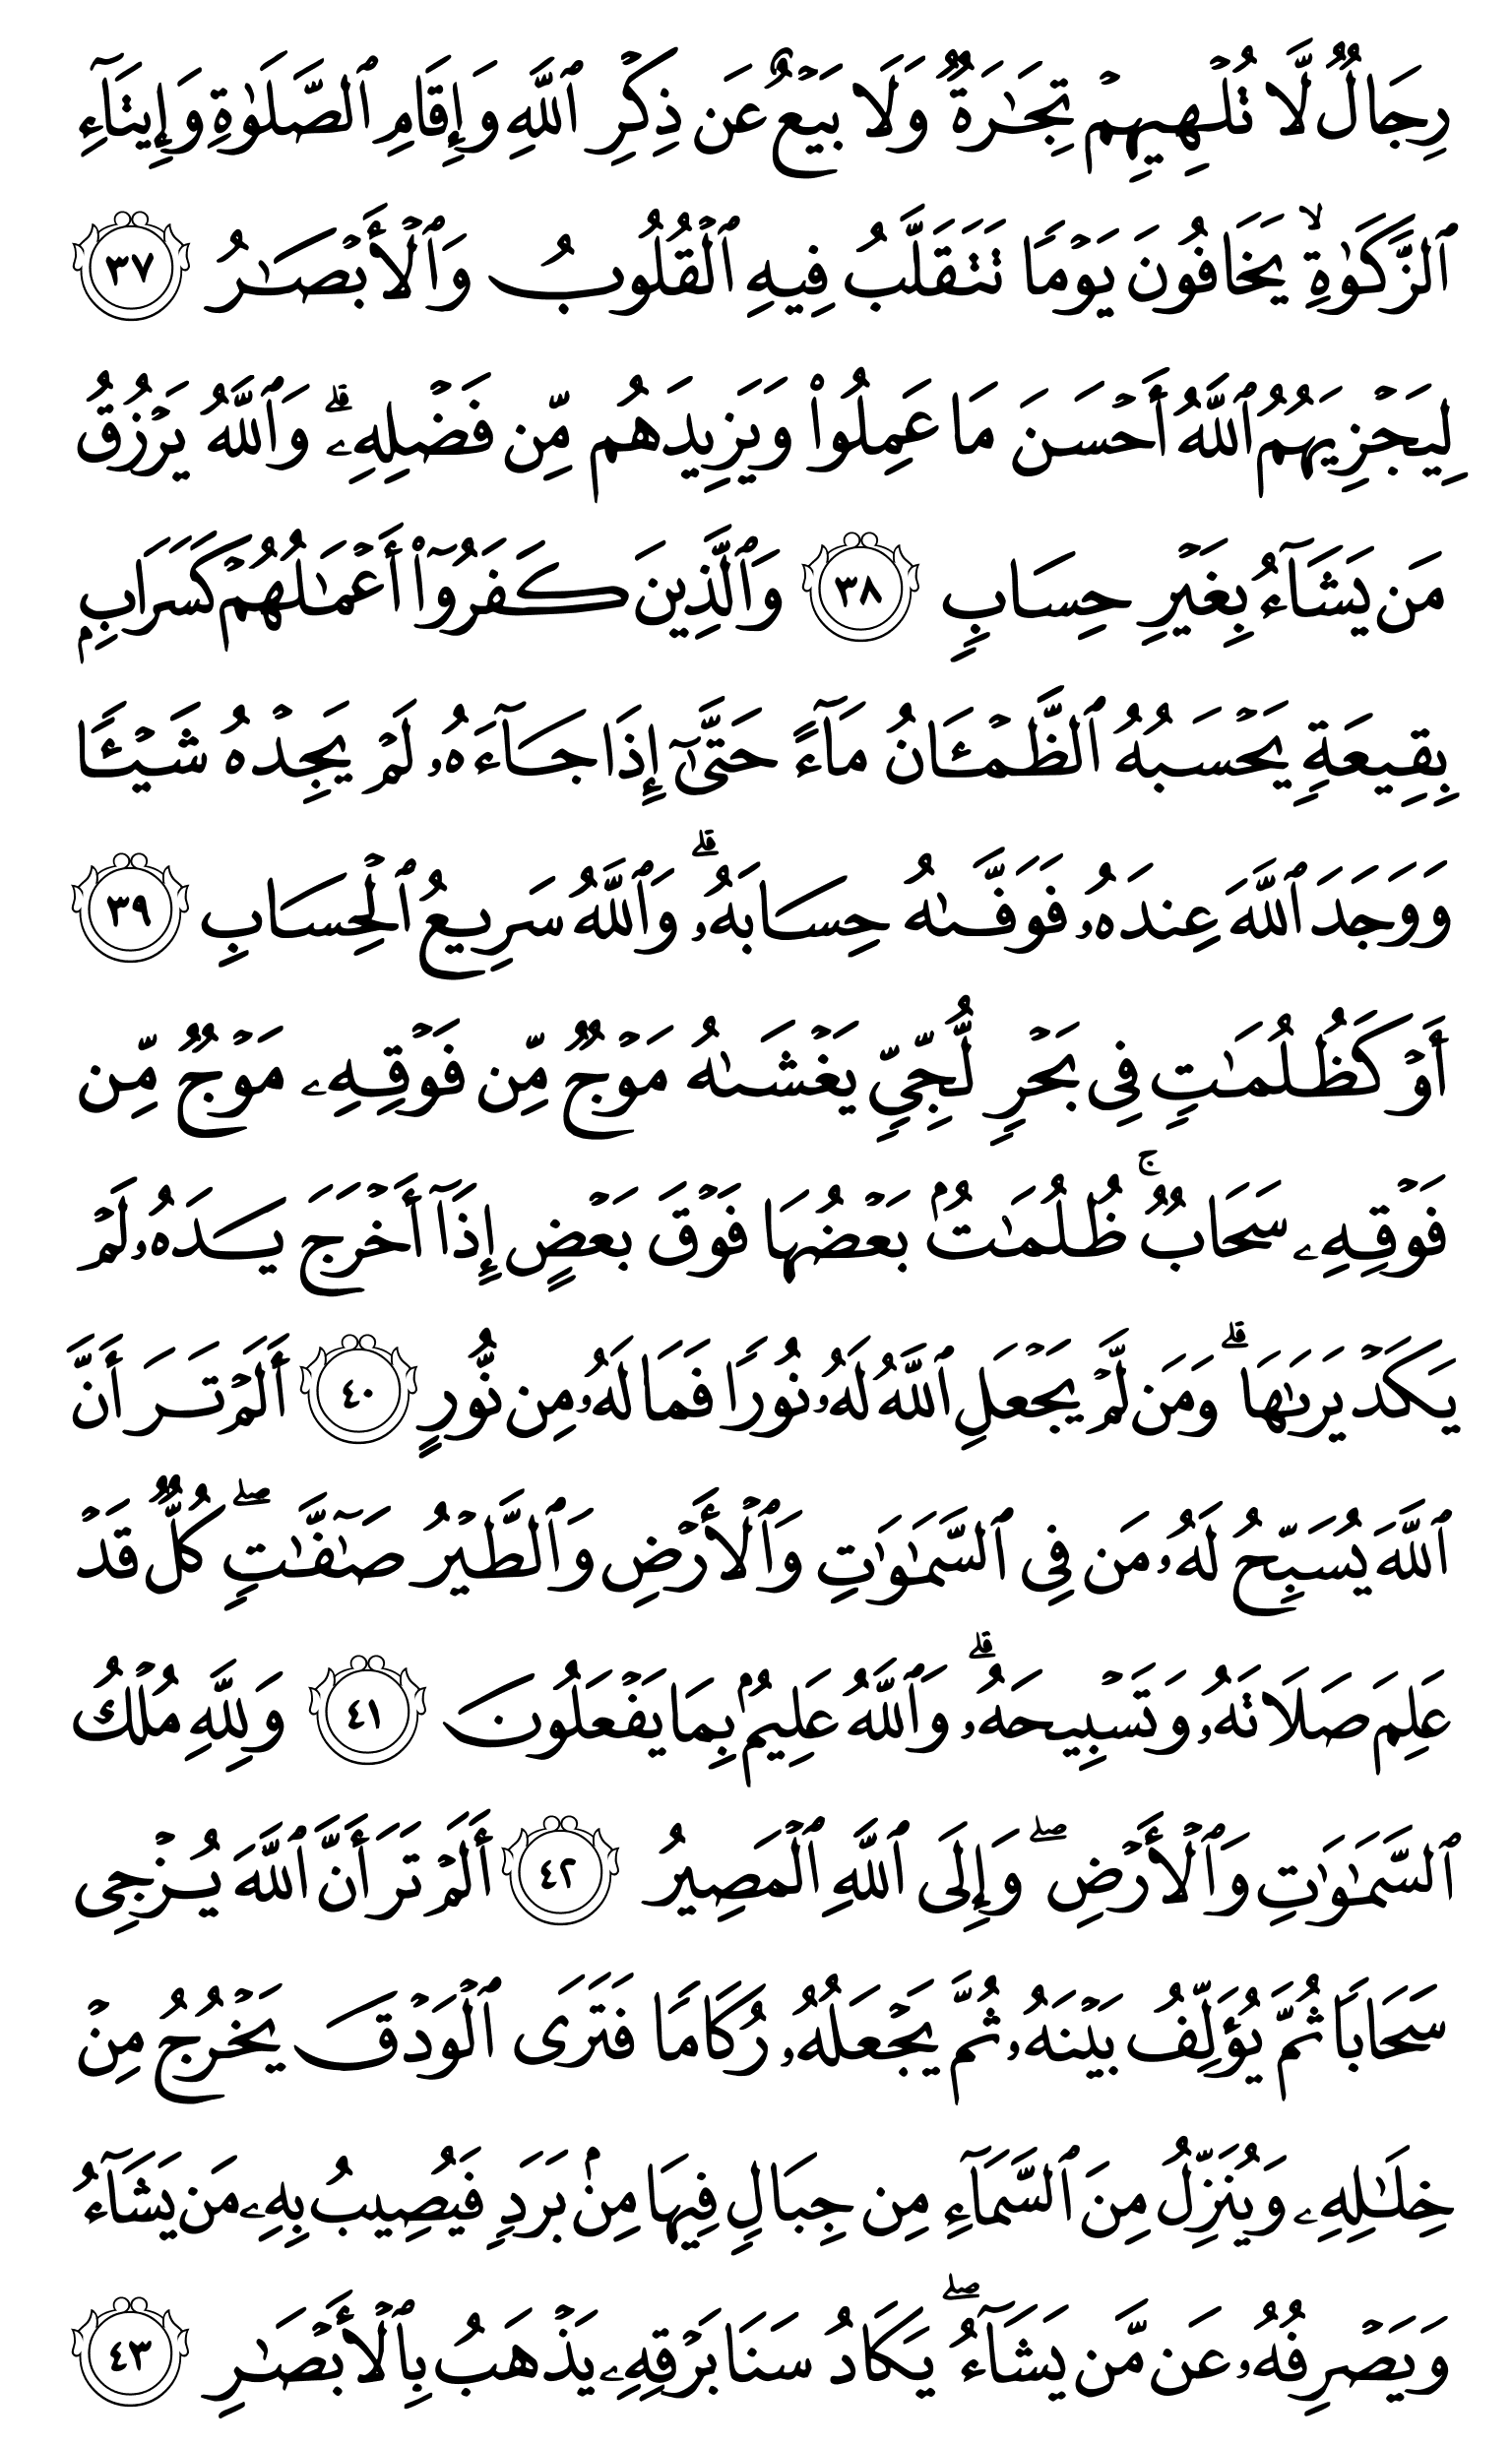 رِجَالٌ لَّا تُلْهِيهِمْ تِجَٰرَةٌ وَلَا بَيْعٌ عَن ذِكْرِ ٱللَّهِ وَإِقَامِ ٱلصَّلَوٰةِ وَإِيتَآءِ
ٱلزَّكَوٰةِ ۙ يَخَافُونَ يَوْمًا تَتَقَلَّبُ فِيهِ ٱلْقُلُوبُ وَٱلْأَبْصَٰرُ ٣٧
لِيَجْزِيَهُمُ ٱللَّهُ أَحْسَنَ مَا عَمِلُوا۟ وَيَزِيدَهُم مِّن فَضْلِهِۦ ۗ وَٱللَّهُ يَرْزُقُ
مَن يَشَآءُ بِغَيْرِ حِسَابٍ ٣٨ وَٱلَّذِينَ كَفَرُوٓا۟ أَعْمَٰلُهُمْ كَسَرَابٍۭ
بِقِيعَةٍ يَحْسَبُهُ ٱلظَّمْـَٔانُ مَآءً حَتَّىٰٓ إِذَا جَآءَهُۥ لَمْ يَجِدْهُ شَيْـًٔا
وَوَجَدَ ٱللَّهَ عِندَهُۥ فَوَفَّىٰهُ حِسَابَهُۥ ۗ وَٱللَّهُ سَرِيعُ ٱلْحِسَابِ ٣٩
أَوْ كَظُلُمَٰتٍ فِى بَحْرٍ لُّجِّىٍّ يَغْشَىٰهُ مَوْجٌ مِّن فَوْقِهِۦ مَوْجٌ مِّن
فَوْقِهِۦ سَحَابٌ ۚ ظُلُمَٰتٌۢ بَعْضُهَا فَوْقَ بَعْضٍ إِذَآ أَخْرَجَ يَدَهُۥ لَمْ
يَكَدْ يَرَىٰهَا ۗ وَمَن لَّمْ يَجْعَلِ ٱللَّهُ لَهُۥ نُورًا فَمَا لَهُۥ مِن نُّورٍ ٤٠ أَلَمْ تَرَ أَنَّ
ٱللَّهَ يُسَبِّحُ لَهُۥ مَن فِى ٱلسَّمَٰوَٰتِ وَٱلْأَرْضِ وَٱلطَّيْرُ صَٰٓفَّٰتٍ ۖ كُلٌّ قَدْ
عَلِمَ صَلَاتَهُۥ وَتَسْبِيحَهُۥ ۗ وَٱللَّهُ عَلِيمٌۢ بِمَا يَفْعَلُونَ ٤١ وَلِلَّهِ مُلْكُ
ٱلسَّمَٰوَٰتِ وَٱلْأَرْضِ ۖ وَإِلَى ٱللَّهِ ٱلْمَصِيرُ ٤٢ أَلَمْ تَرَ أَنَّ ٱللَّهَ يُزْجِى
سَحَابًا ثُمَّ يُؤَلِّفُ بَيْنَهُۥ ثُمَّ يَجْعَلُهُۥ رُكَامًا فَتَرَى ٱلْوَدْقَ يَخْرُجُ مِنْ
خِلَٰلِهِۦ وَيُنَزِّلُ مِنَ ٱلسَّمَآءِ مِن جِبَالٍ فِيهَا مِنۢ بَرَدٍ فَيُصِيبُ بِهِۦ مَن يَشَآءُ
وَيَصْرِفُهُۥ عَن مَّن يَشَآءُ ۖ يَكَادُ سَنَا بَرْقِهِۦ يَذْهَبُ بِٱلْأَبْصَٰرِ ٤٣